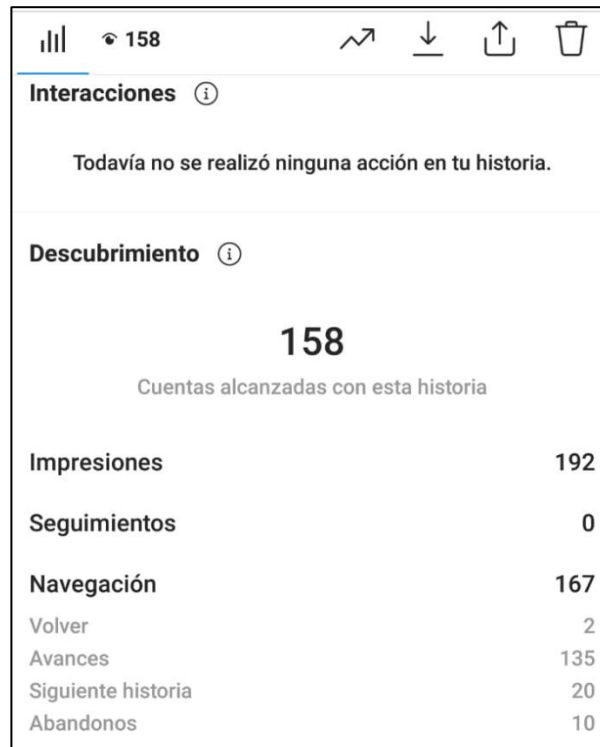 158
Interacciones
Todavía no se realizó ninguna acción en tu historia.
Descubrimiento
158
Cuentas alcanzadas con esta historia
Impresiones 192
Seguimientos 0
Navegación 167
Volver 2
Avances 135
Siguiente historia 20
Abandonos 10